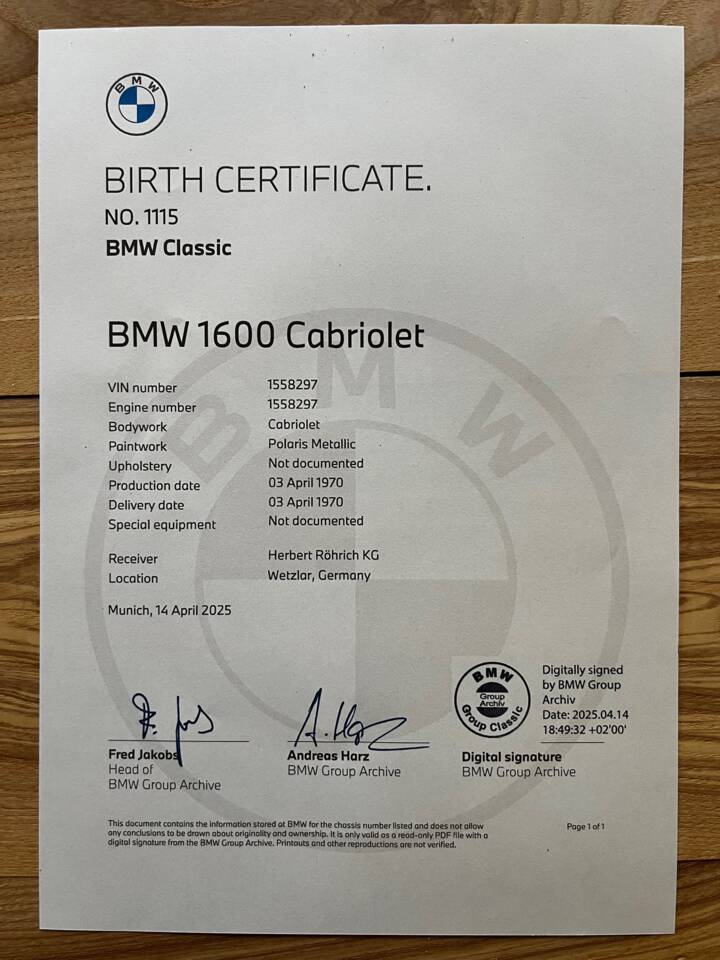 BMW
BIRTH CERTIFICATE.
NO. 1115
BMW Classic
BMW 1600 Cabriolet
BMW
VIN number 1558297
Engine number 1558297
Bodywork Cabriolet
Paintwork Polaris Metallic
Upholstery Not documented
Production date 03 April 1970
Delivery date 03 April 1970
Special equipment Not documented
Receiver Herbert Röhrich KG
Location Wetzlar, Germany
Munich, 14 April 2025
Fred Jakobs
Head of
BMW Group Archive
A. Harz
Andreas Harz
BMW Group Archive
BMW
Group
Archiv
Group Classic
Digitally signed
by BMW Group
Archiv
Date: 2025.04.14
18:49:32 +02'00'
Digital signature
BMW Group Archive
This document contains the information stored at BMW for the chassis number listed and does not allow
any conclusions to be drawn about originality and ownership. It is only valid as a read-only PDF file with a
digital signature from the BMW Group Archive. Printouts and other reproductions are not verified.
Page 1 of 1